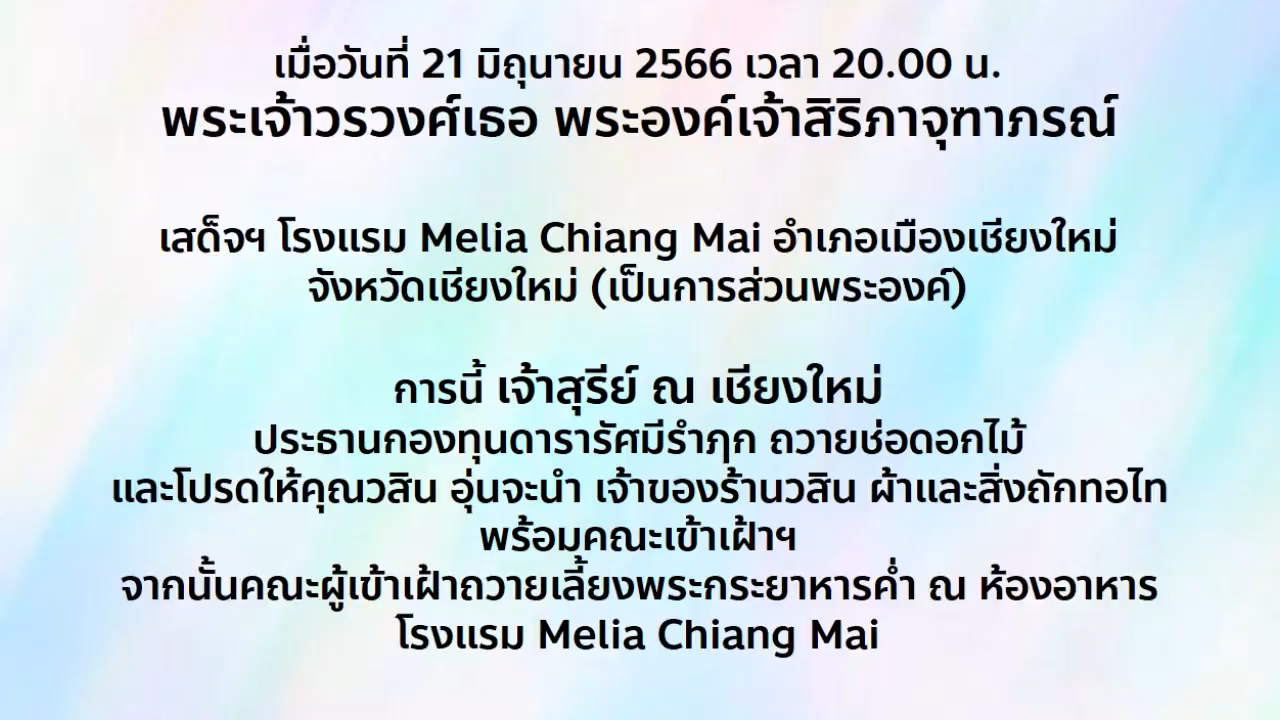 เมื่อวันที่ 21 มิถุนายน 2566 เวลา 20.00 น.
พระเจ้าวรวงศ์เธอ พระองค์เจ้าสิริภาจุฑาภรณ์
เสด็จฯ โรงแรม Melia Chiang Mai อำเภอเมืองเชียงใหม่
จังหวัดเชียงใหม่ (เป็นการส่วนพระองค์)
การนี้ เจ้าสุรีย์ ณ เชียงใหม่
ประธานกองทุนดารารัศมีรำฦก ถวายช่อดอกไม้
และโปรดให้คุณวสิน อุ่นจะนำ เจ้าของร้านวสิน ผ้าและสิ่งถักทอไท
พร้อมคณะเข้าเฝ้าฯ
จากนั้นคณะผู้เข้าเฝ้าถวายเลี้ยงพระกระยาหารค่ำ ณ ห้องอาหาร
โรงแรม Melia Chiang Mai